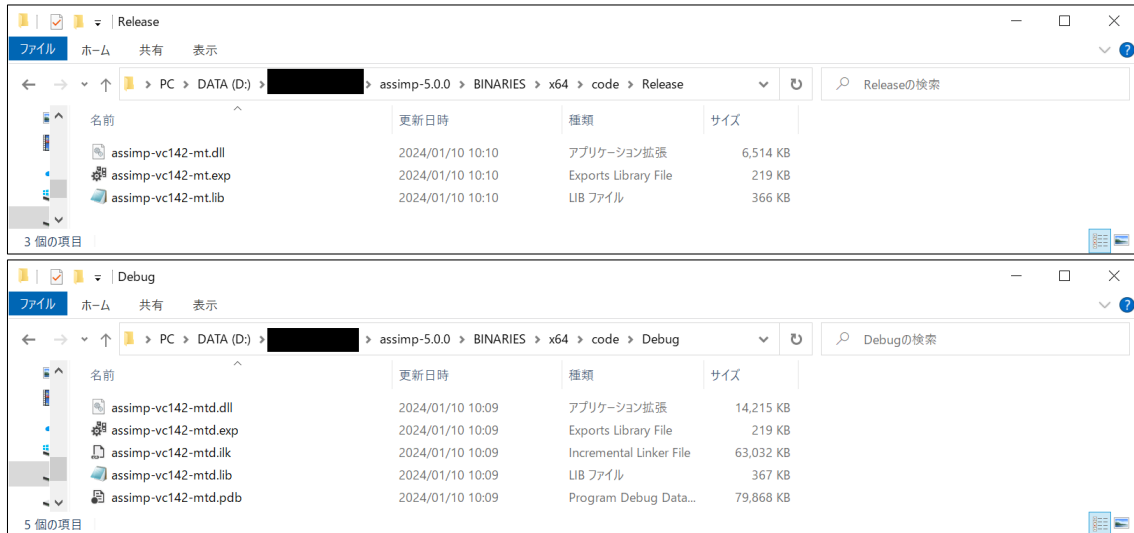 Release
ファイル ホーム 共有 表示
PC > DATA (D:) > > assimp-5.0.0 > BINARIES > x64 > code > Release Releaseの検索
名前 更新日時 種類 サイズ
assimp-vc142-mt.dll 2024/01/10 10:10 アプリケーション拡張 6,514 KB
assimp-vc142-mt.exp 2024/01/10 10:10 Exports Library File 219 KB
assimp-vc142-mt.lib 2024/01/10 10:10 LIB ファイル 366 KB
3 個の項目
Debug
ファイル ホーム 共有 表示
PC > DATA (D:) > > assimp-5.0.0 > BINARIES > x64 > code > Debug Debugの検索
名前 更新日時 種類 サイズ
assimp-vc142-mtd.dll 2024/01/10 10:09 アプリケーション拡張 14,215 KB
assimp-vc142-mtd.exp 2024/01/10 10:09 Exports Library File 219 KB
assimp-vc142-mtd.ilk 2024/01/10 10:09 Incremental Linker File 63,032 KB
assimp-vc142-mtd.lib 2024/01/10 10:09 LIB ファイル 367 KB
assimp-vc142-mtd.pdb 2024/01/10 10:09 Program Debug Data... 79,868 KB
5 個の項目